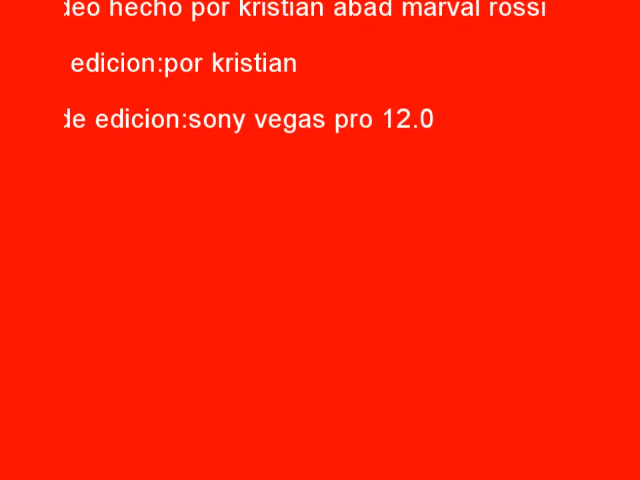 deo hecho por kristian abad marval rossi
edicion:por kristian
de edicion:sony vegas pro 12.0